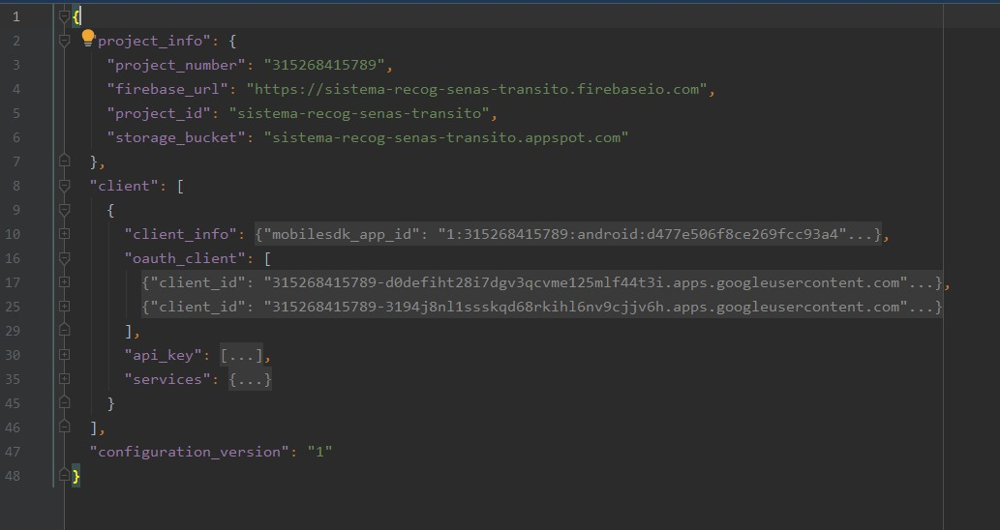 1 {
2 "project_info": {
3 "project_number": "315268415789",
4 "firebase_url": "https://sistema-recog-senas-transito.firebaseio.com",
5 "project_id": "sistema-recog-senas-transito",
6 "storage_bucket": "sistema-recog-senas-transito.appspot.com"
7 },
8 "client": [
9 {
10 "client_info": {"mobilesdk_app_id": "1:315268415789:android:d477e506f8ce269fcc93a4"...},
16 "oauth_client": [
17 {"client_id": "315268415789-d0defiht28i7dgv3qcvme125mlf44t3i.apps.googleusercontent.com"...},
25 {"client_id": "315268415789-3194j8nl1ssskqd68rkihl6nv9cjjv6h.apps.googleusercontent.com"...}
29 ],
30 "api_key": [...],
35 "services": {...}
45 }
46 ],
47 "configuration_version": "1"
48 }